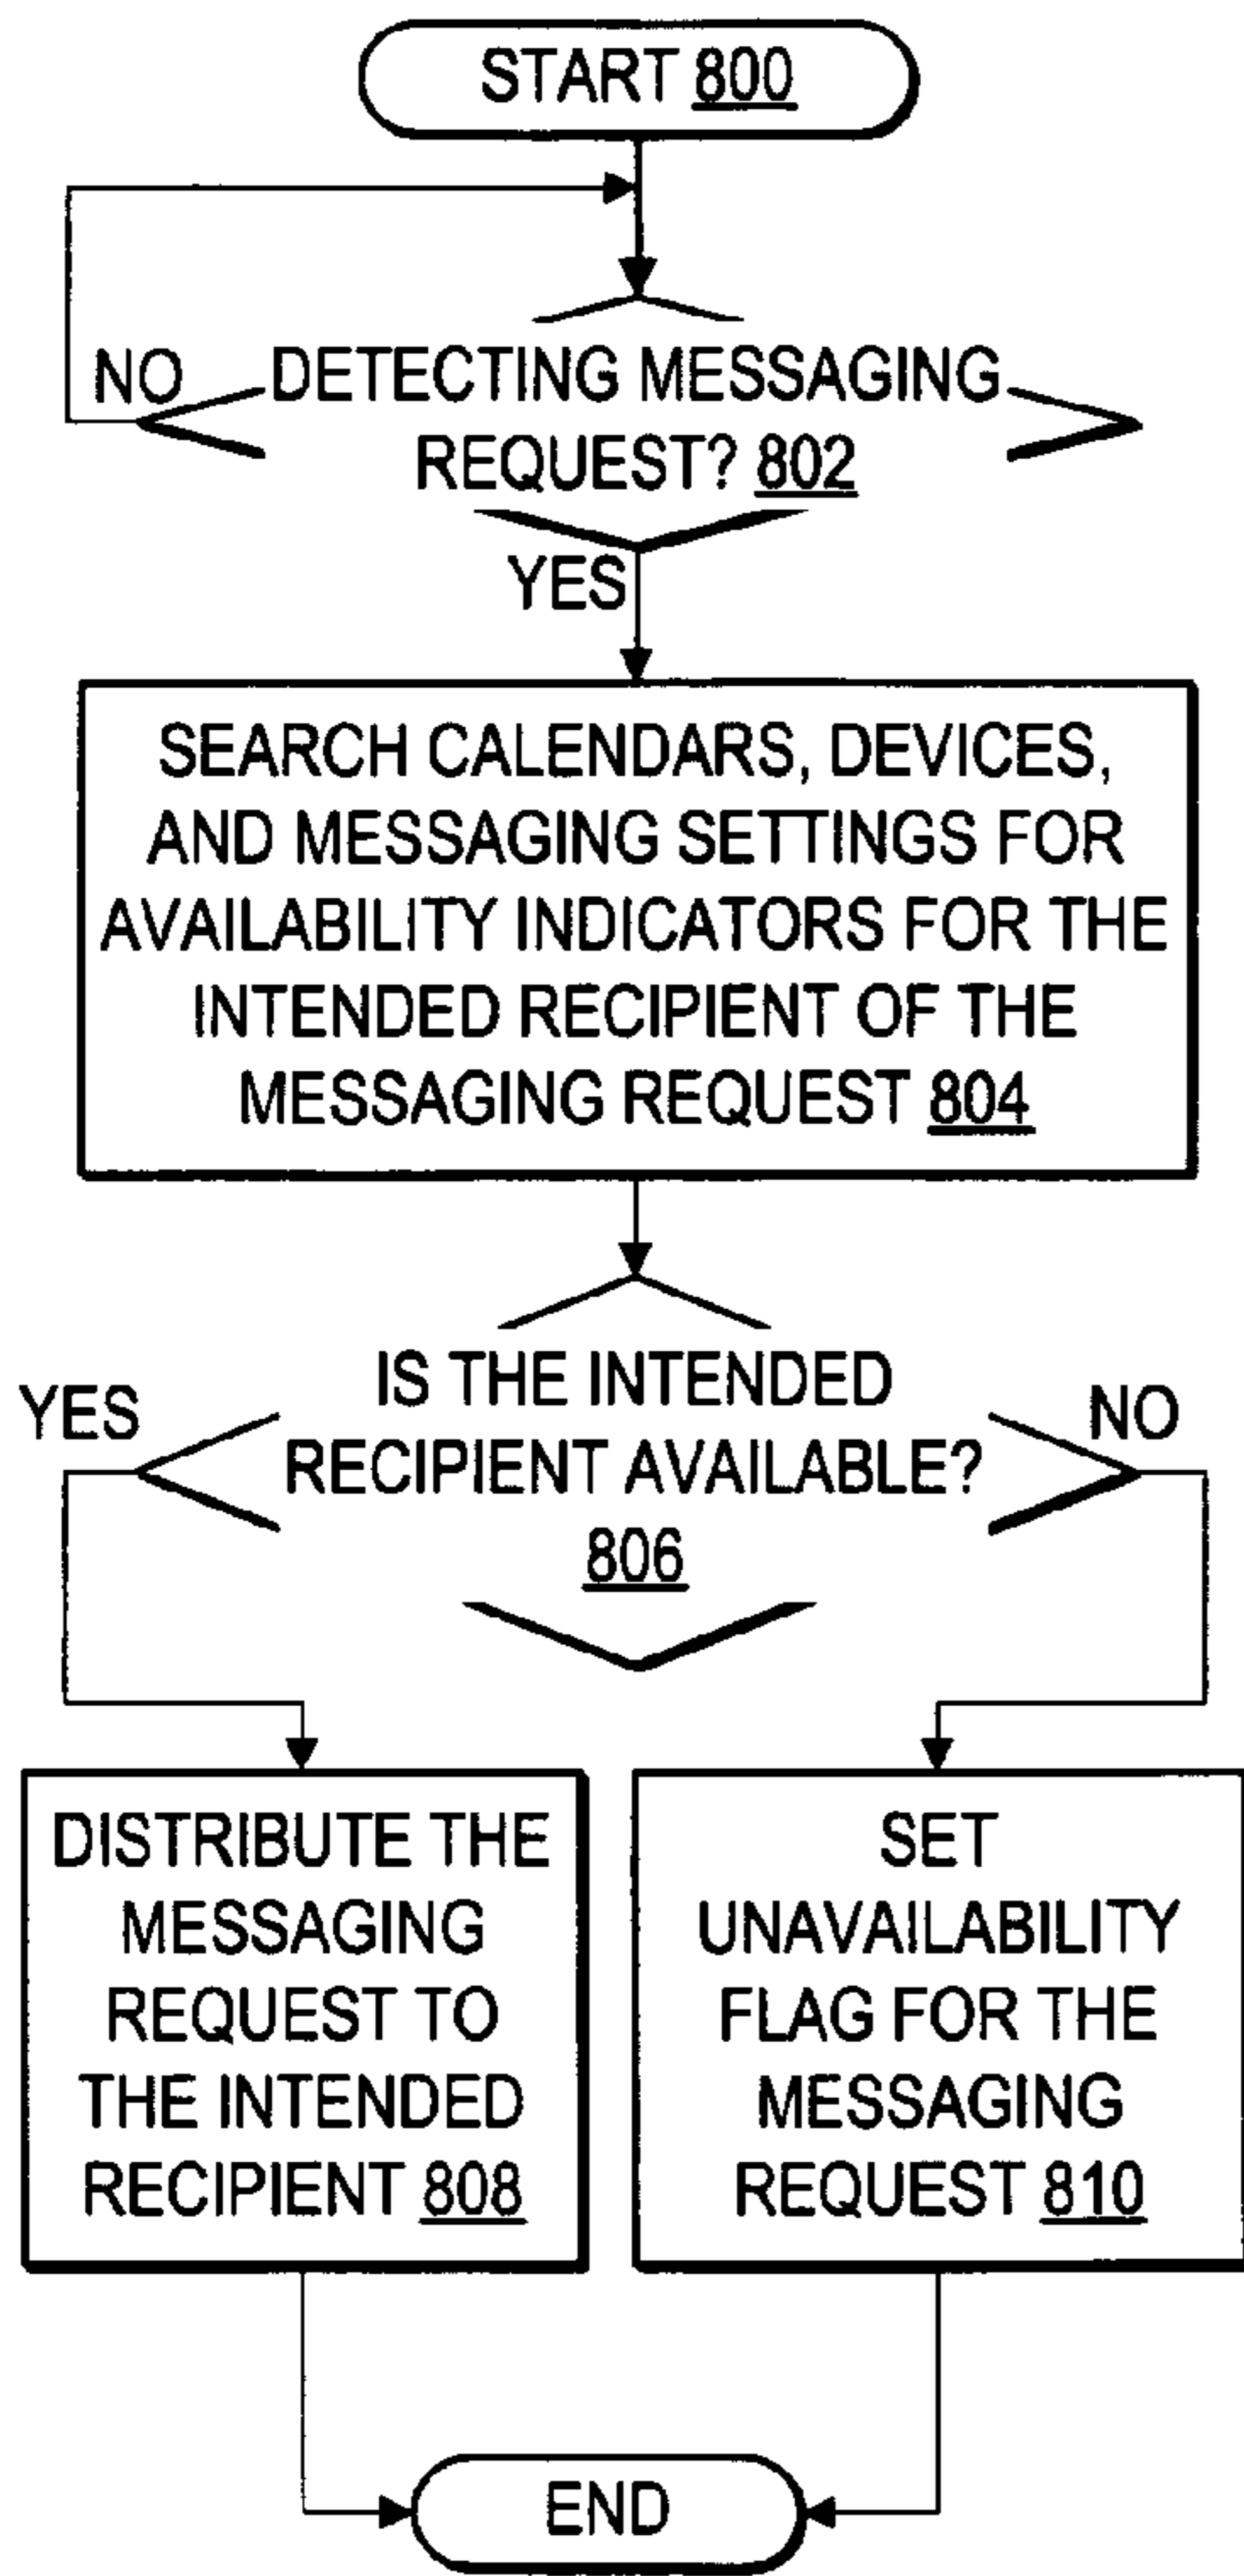 START 800
NO
DETECTING MESSAGING
REQUEST? 802
YES
SEARCH CALENDARS, DEVICES,
AND MESSAGING SETTINGS FOR
AVAILABILITY INDICATORS FOR THE
INTENDED RECIPIENT OF THE
MESSAGING REQUEST 804
IS THE INTENDED
RECIPIENT AVAILABLE?
806
YES
NO
DISTRIBUTE THE
MESSAGING
REQUEST TO
THE INTENDED
RECIPIENT 808
SET
UNAVAILABILITY
FLAG FOR THE
MESSAGING
REQUEST 810
END